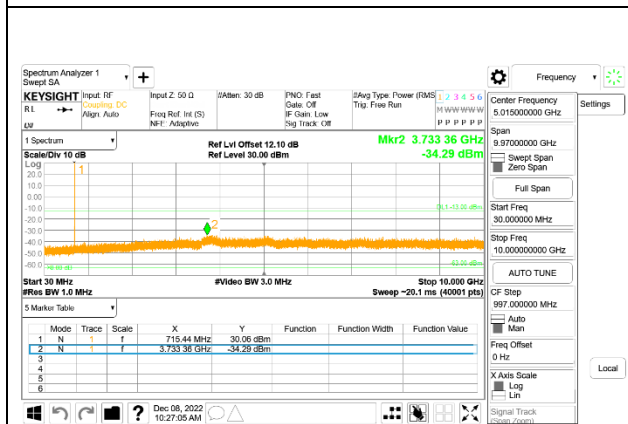 Spectrum Analyzer 1
Swept SA
+
Frequency
KEYSIGHT
RL
Input: RF
Coupling: DC
Align: Auto
Input Z: 50 Ω
Freq Ref: Int (S)
NFE: Adaptive
#Atten: 30 dB
PNO: Fast
Gate: Off
IF Gain: Low
Sig Track: Off
#Avg Type: Power (RMS
Trig: Free Run
1 2 3 4 5 6
M W W W W W
P P P P P P
Center Frequency
5.015000000 GHz
Settings
1 Spectrum
Scale/Div 10 dB
Ref Lvl Offset 12.10 dB
Ref Level 30.00 dBm
Mkr2 3.733 36 GHz
-34.29 dBm
Span
9.97000000 GHz
Swept Span
Zero Span
Full Span
Start Freq
30.000000 MHz
Stop Freq
10.000000000 GHz
AUTO TUNE
CF Step
997.000000 MHz
Auto
Man
Freq Offset
0 Hz
X Axis Scale
Log
Lin
Signal Track
(Span Zoom)
Local
Log
1
20.0
10.0
0.00
-10.0
DL1 -13.00 dBm
-20.0
2
-30.0
-40.0
-50.0
-60.0
Start 30 MHz
#Res BW 1.0 MHz
#Video BW 3.0 MHz
Stop 10.000 GHz
Sweep ~20.1 ms (40001 pts)
5 Marker Table
Mode Trace Scale X Y Function Function Width Function Value
1 N 1 f 715.44 MHz 30.06 dBm
2 N 1 f 3.733 36 GHz -34.29 dBm
3
4
5
6
?
Dec 08, 2022
10:27:05 AM